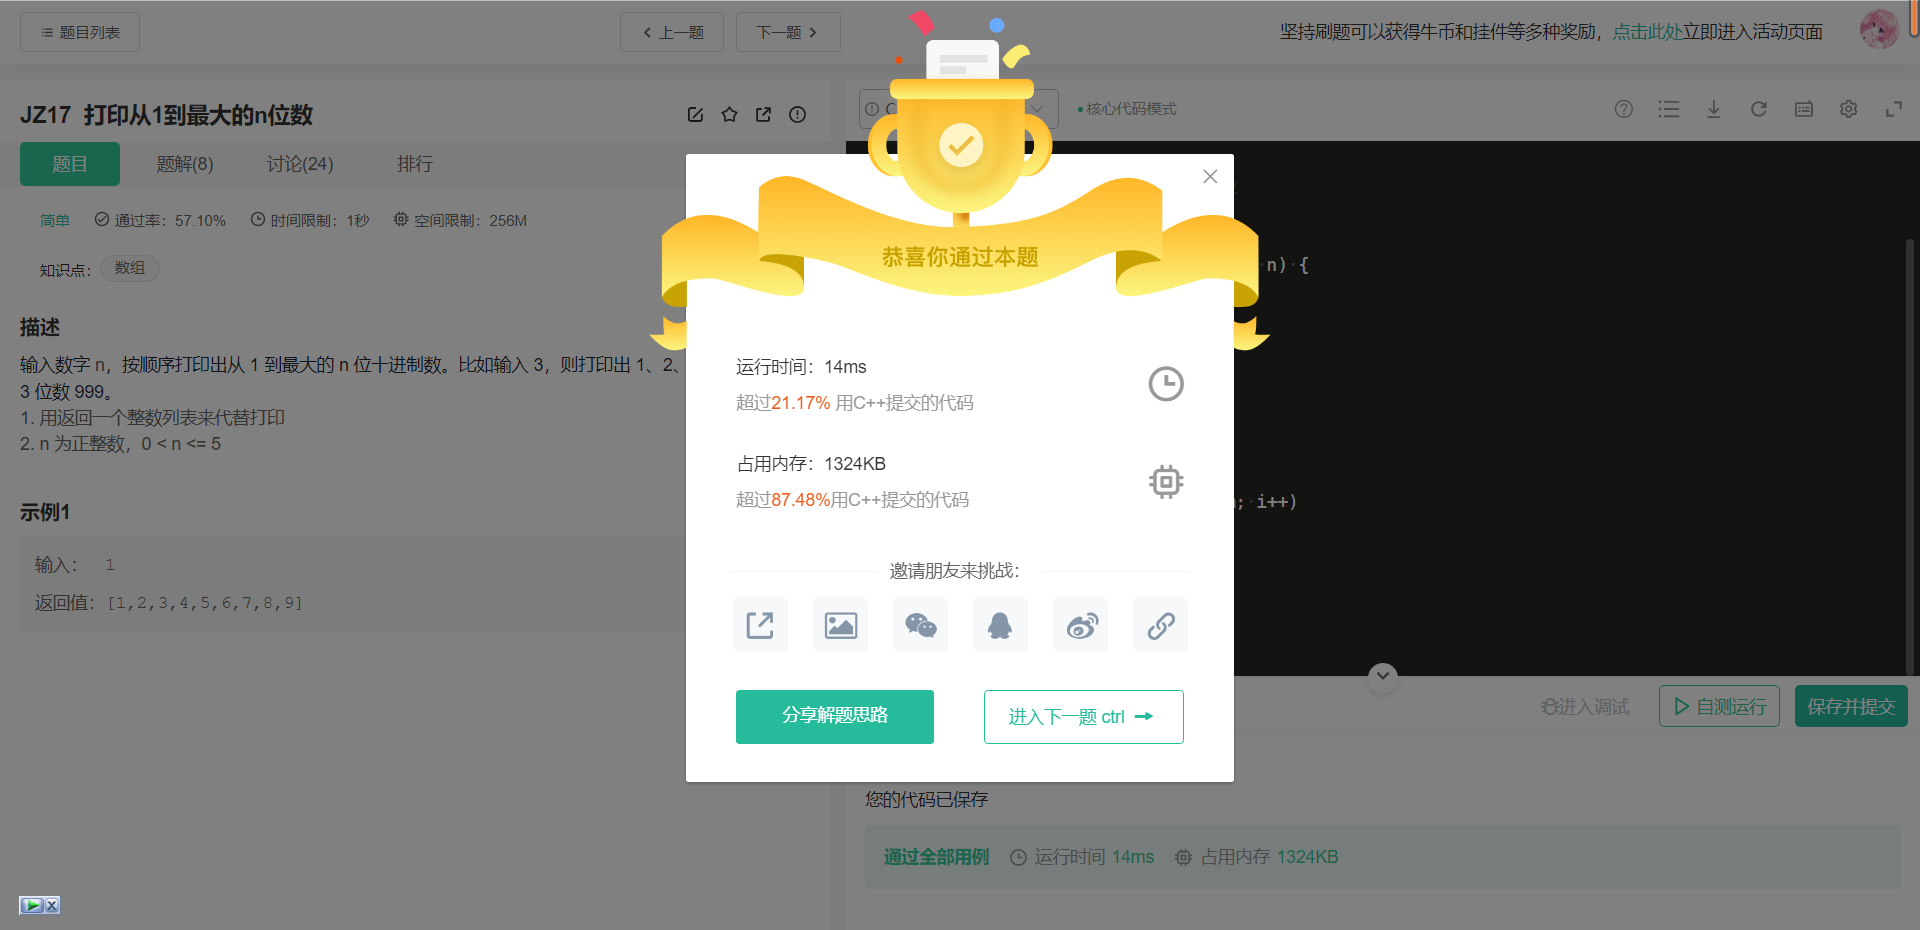 题目列表
上一题
下一题
坚持刷题可以获得牛币和挂件等多种奖励，点击此处立即进入活动页面
JZ17 打印从1到最大的n位数
C
核心代码模式
题目
题解(8)
讨论(24)
排行
简单
通过率：57.10%
时间限制：1秒
空间限制：256M
知识点：
数组
描述
输入数字 n，按顺序打印出从 1 到最大的 n 位十进制数。比如输入 3，则打印出 1、2、
3 位数 999。
1. 用返回一个整数列表来代替打印
2. n 为正整数，0 < n <= 5
示例1
输入： 1
返回值：[1,2,3,4,5,6,7,8,9]
恭喜你通过本题
运行时间：14ms
超过21.17% 用C++提交的代码
占用内存：1324KB
超过87.48%用C++提交的代码
邀请朋友来挑战：
分享解题思路
进入下一题 ctrl
n) {
; i++)
进入调试
自测运行
保存并提交
您的代码已保存
通过全部用例
运行时间 14ms
占用内存 1324KB